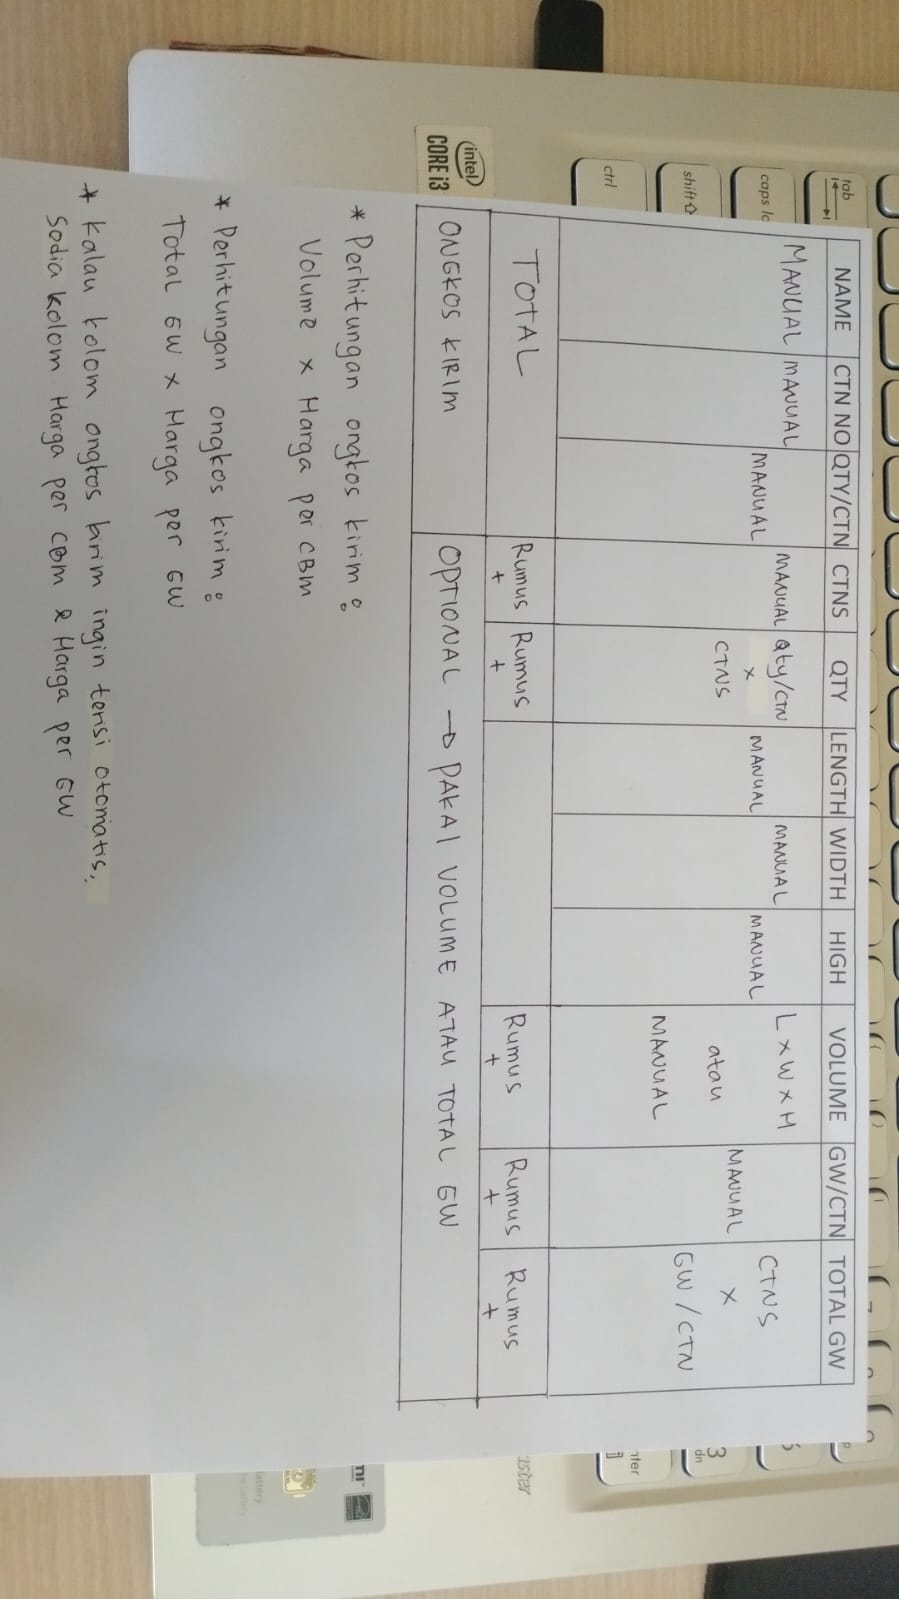 NAME CTN NO QTY/CTN CTNS QTY LENGTH WIDTH HIGH VOLUME GW/CTN TOTAL GW
MANUAL MANUAL MANUAL MANUAL Qty/CTN MANUAL MANUAL MANUAL L x W x H MANUAL CTNS
x atau x
CTNS MANUAL GW / CTN
TOTAL Rumus Rumus Rumus Rumus Rumus
+ + + + +
ONGKOS KIRIM OPTIONAL → PAKAI VOLUME ATAU TOTAL GW
* Perhitungan ongkos kirim :
Volume x Harga per CBM
* Perhitungan ongkos kirim :
Total GW x Harga per GW
* Kalau kolom ongkos kirim ingin terisi otomatis,
Sedia kolom Harga per CBM & Harga per GW
tab
caps lo
shift
ctrl
intel
CORE i3
nter
3
dn